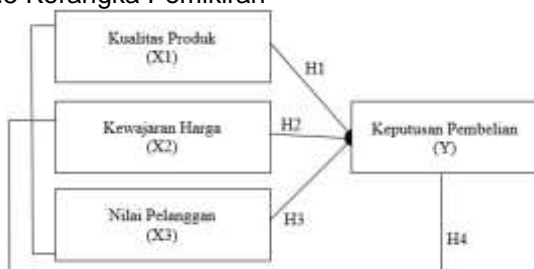 Kerangka Pemikiran
Kualitas Produk
(X1)
H1
Kewajaran Harga
(X2)
H2
Keputusan Pembelian
(Y)
Nilai Pelanggan
(X3)
H3
H4